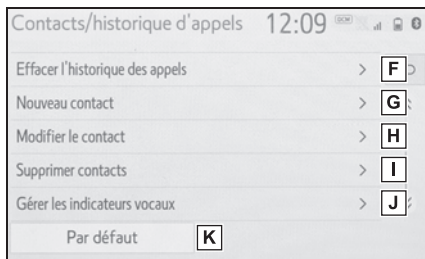 Contacts/historique d'appels 12:09 DCM
Effacer l'historique des appels > F
Nouveau contact > G
Modifier le contact > H
Supprimer contacts > I
Gérer les indicateurs vocaux > J
Par défaut K